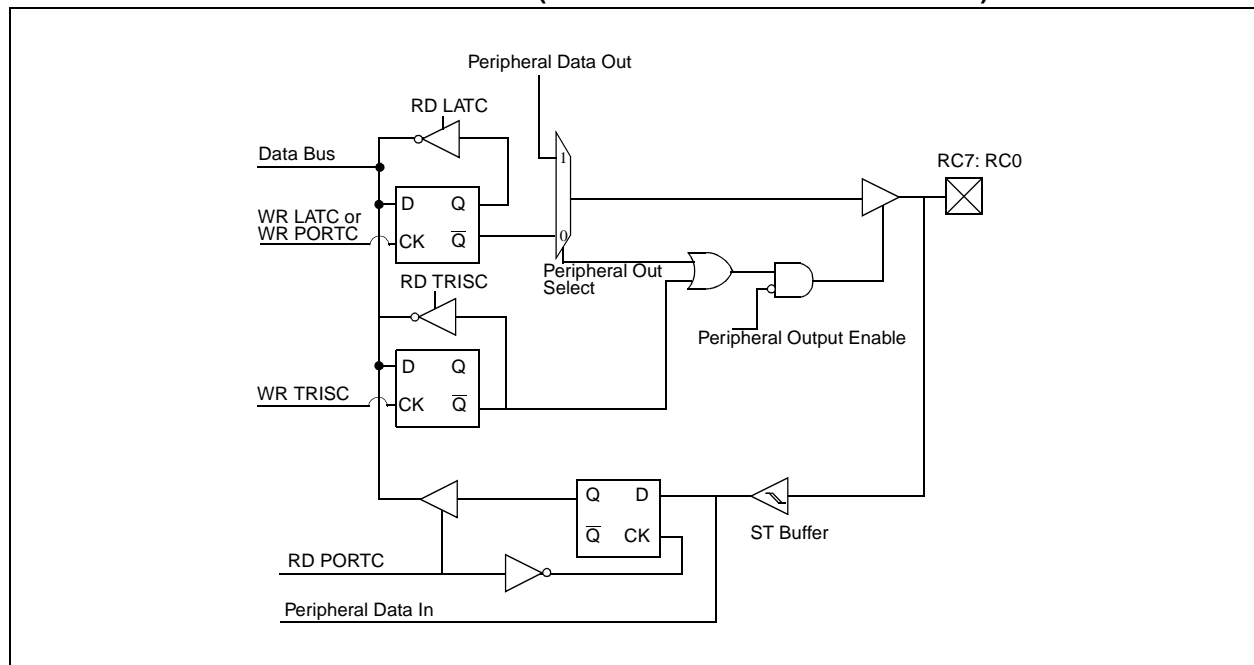 Peripheral Data Out
RD LATC
Data Bus
1
RC7: RC0
D Q
WR LATC or
WR PORTC
CK Q
0
Peripheral Out
Select
RD TRISC
Peripheral Output Enable
D Q
WR TRISC
CK Q
Q D
Q CK
ST Buffer
RD PORTC
Peripheral Data In